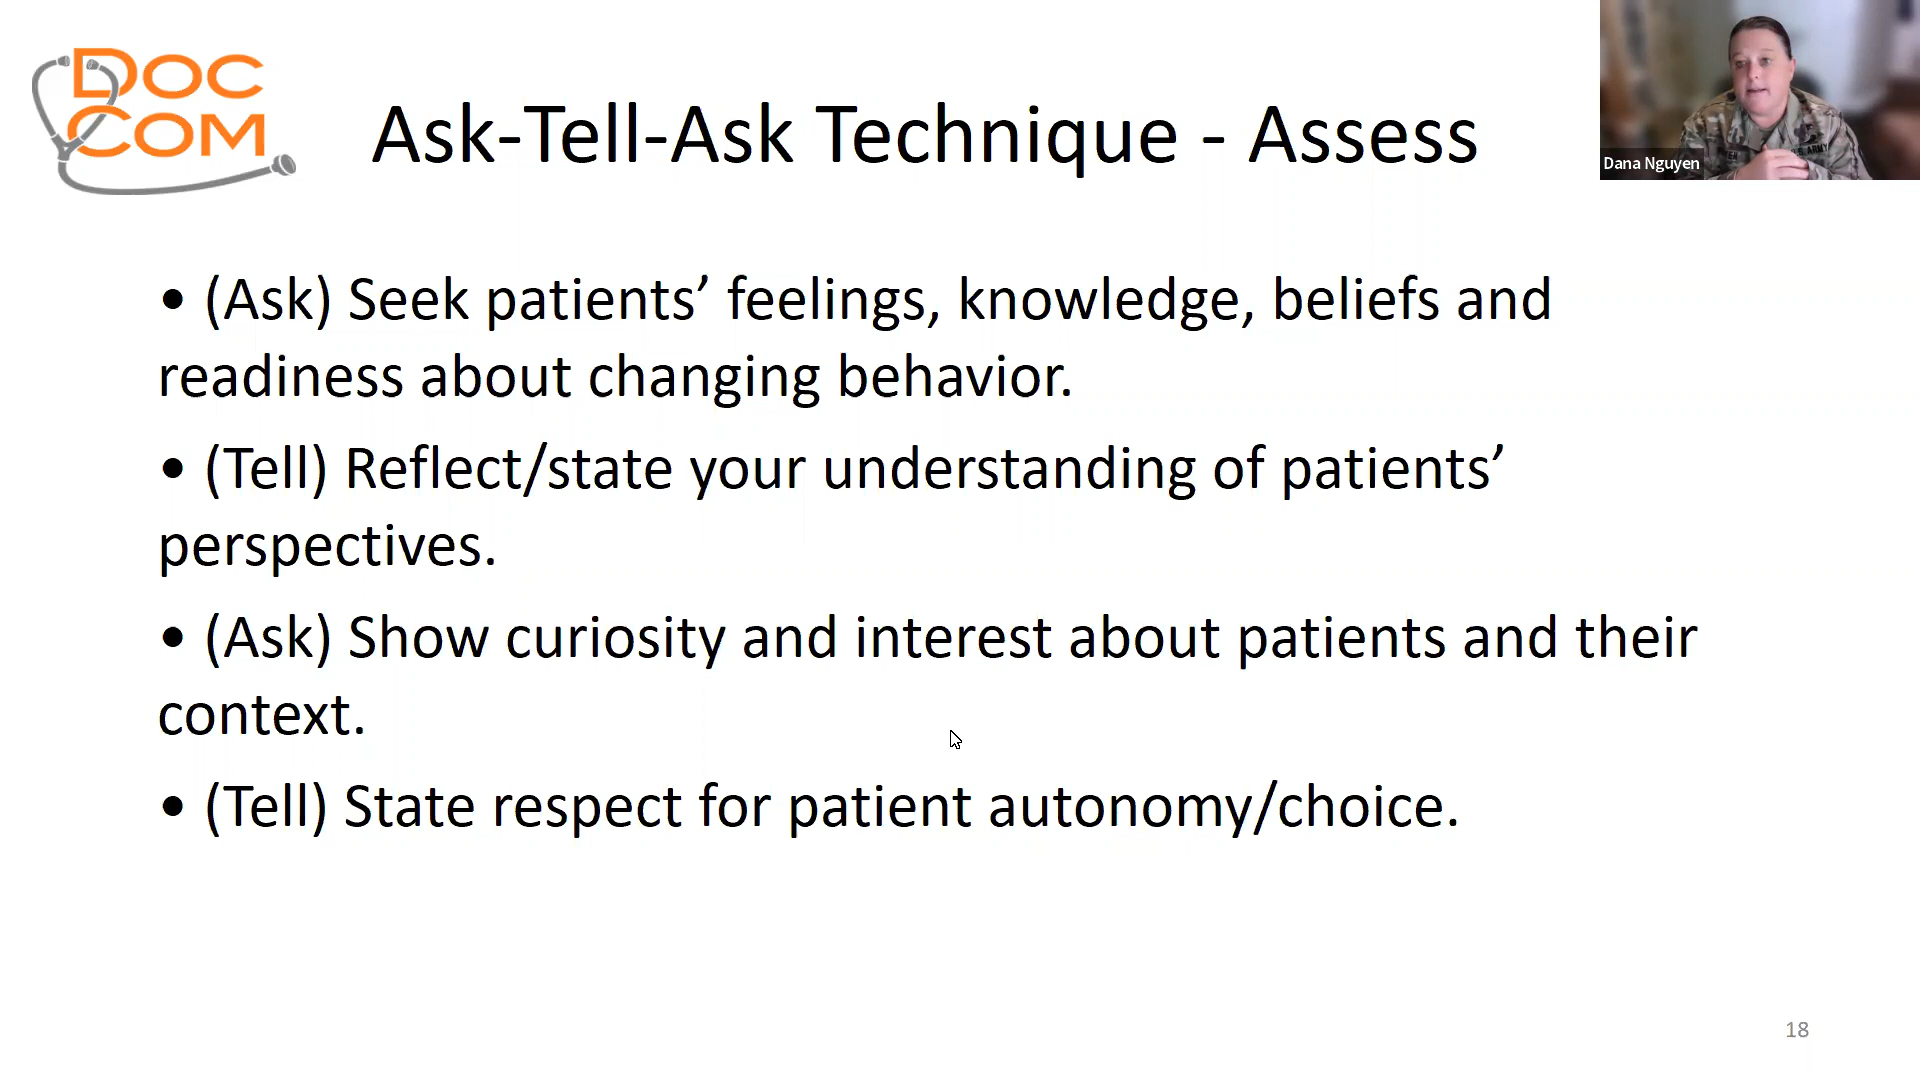 DOC
COM
Ask-Tell-Ask Technique - Assess
Dana Nguyen
• (Ask) Seek patients’ feelings, knowledge, beliefs and
readiness about changing behavior.
• (Tell) Reflect/state your understanding of patients’
perspectives.
• (Ask) Show curiosity and interest about patients and their
context.
• (Tell) State respect for patient autonomy/choice.
18